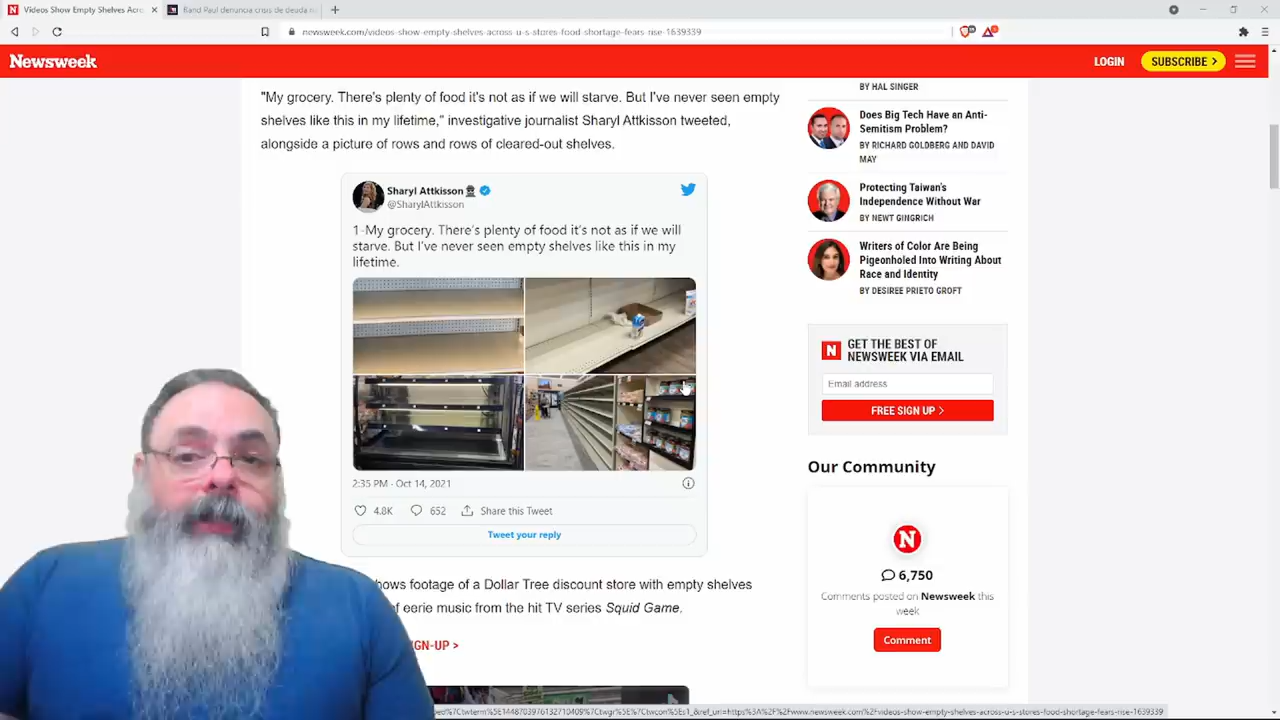 Videos Show Empty Shelves Acro
Rand Paul denuncia crisis de deuda n
newsweek.com/videos-show-empty-shelves-across-u-s-stores-food-shortage-fears-rise-1639339
Newsweek
LOGIN
SUBSCRIBE >
"My grocery. There's plenty of food it's not as if we will starve. But I've never seen empty
shelves like this in my lifetime," investigative journalist Sharyl Attkisson tweeted,
alongside a picture of rows and rows of cleared-out shelves.
Sharyl Attkisson
@SharylAttkisson
1-My grocery. There's plenty of food it's not as if we will
starve. But I've never seen empty shelves like this in my
lifetime.
2:35 PM · Oct 14, 2021
4.8K
652
Share this Tweet
Tweet your reply
hows footage of a Dollar Tree discount store with empty shelves
of eerie music from the hit TV series Squid Game.
GN-UP >
BY HAL SINGER
Does Big Tech Have an Anti-
Semitism Problem?
BY RICHARD GOLDBERG AND DAVID
MAY
Protecting Taiwan's
Independence Without War
BY NEWT GINGRICH
Writers of Color Are Being
Pigeonholed Into Writing About
Race and Identity
BY DESIREE PRIETO GROFT
N
GET THE BEST OF
NEWSWEEK VIA EMAIL
Email address
FREE SIGN UP >
Our Community
N
6,750
Comments posted on Newsweek this
week
Comment